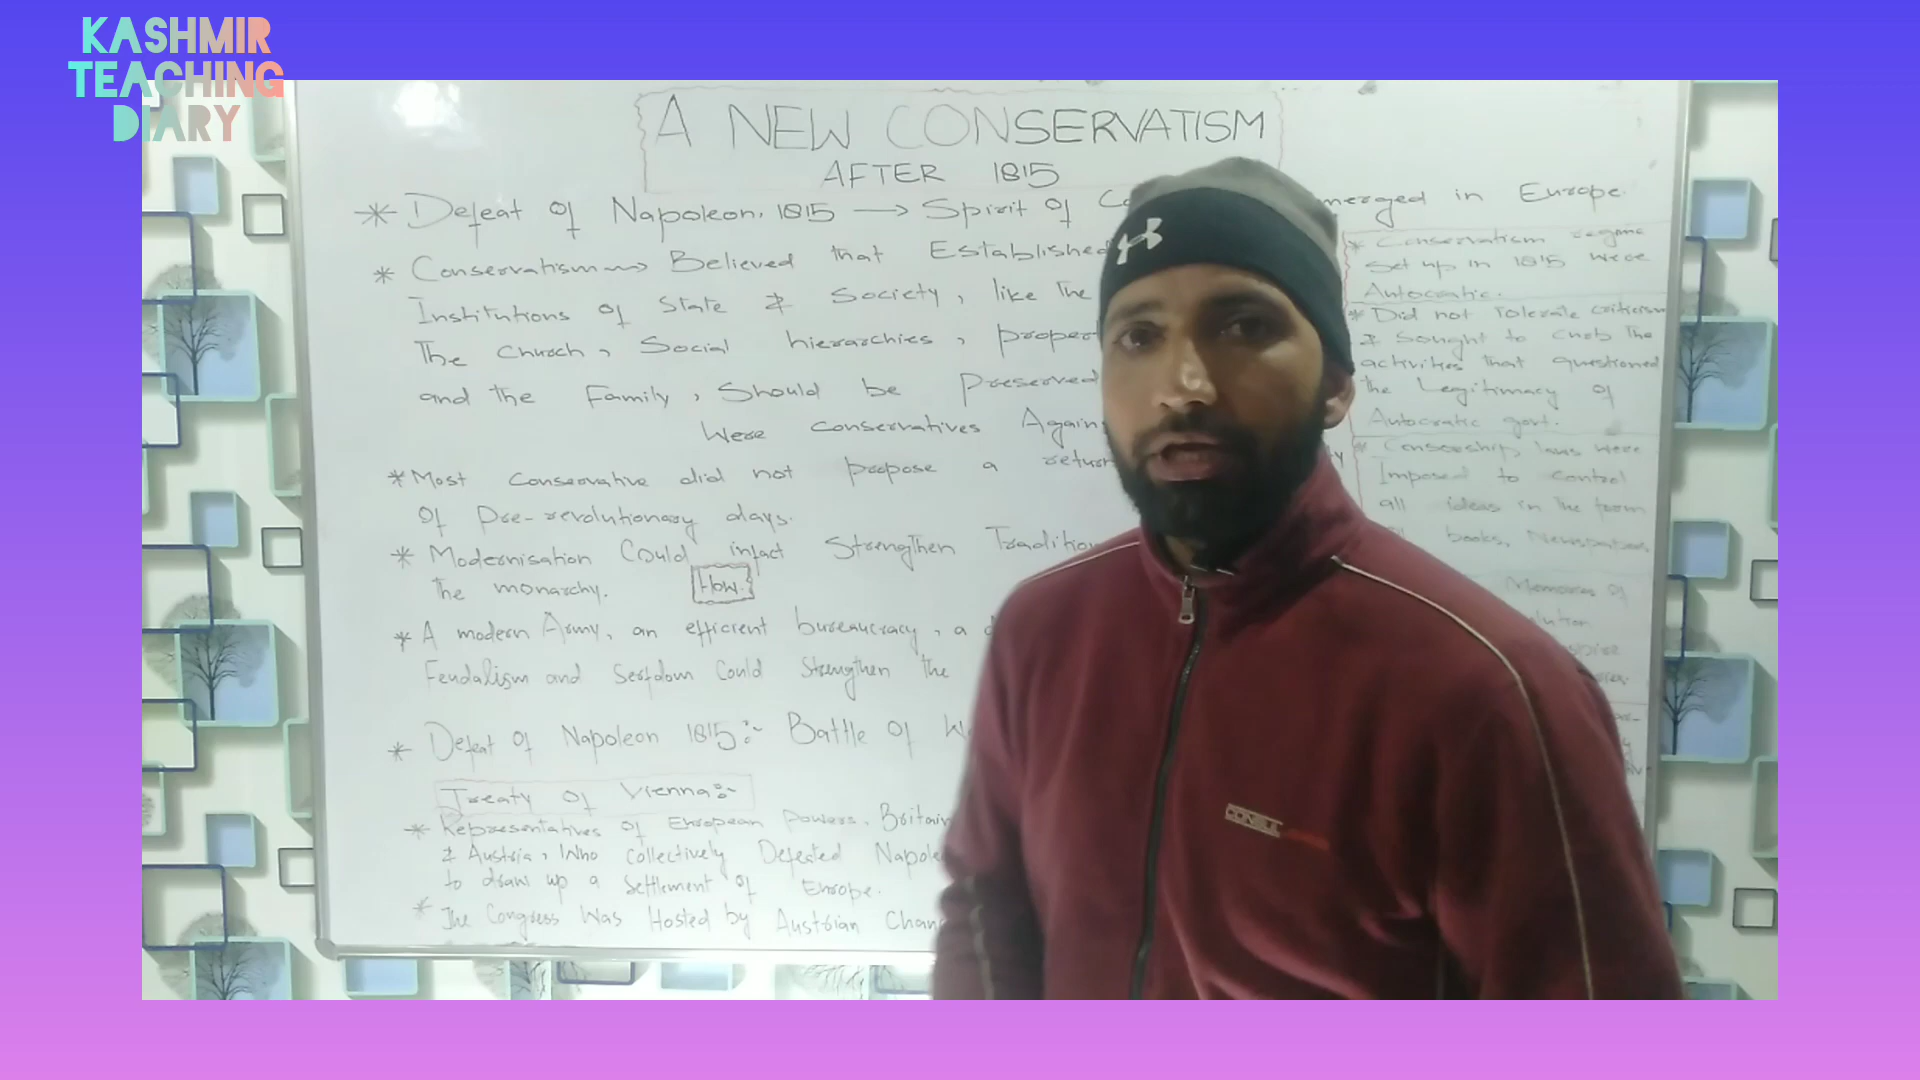 KASHMIR
TEACHING
DIARY
A NEW CONSERVATISM
AFTER 1815
* Defeat of Napoleon. 1815 → Spirit of Co merged in Europe.
* Conservatism → Believed that Established
Institutions of State & Society, like The
The Church, Social hierarchies, proper
and the Family, Should be preserved
Were conservatives Again
* Most Conservative did not propose a return
Of Pre-revolutionary days.
* Modernisation Could infact Strengthen Tradition
The monarchy. How
* A modern Army, an efficient bureaucracy, a d
Feudalism and Serfdom Could Strengthen the
* Defeat Of Napoleon 1815:- Battle Of W
Treaty Of Vienna:-
* Representatives of European Powers, Britain
& Austria, Who collectively Defeated Napole
to draw up a Settlement of Europe.
* The Congress Was Hosted by Austrian Chan
* Conservatism regime
Set up in 1815 were
Autocratic.
* Did not Tolerate criticism
& Sought to curb The
activities that questioned
the Legitimacy of
Autocratic govt.
* Censorship laws were
Imposed to control
all ideas in The form
books, Newspapers
Memories of
lution
CONSULT